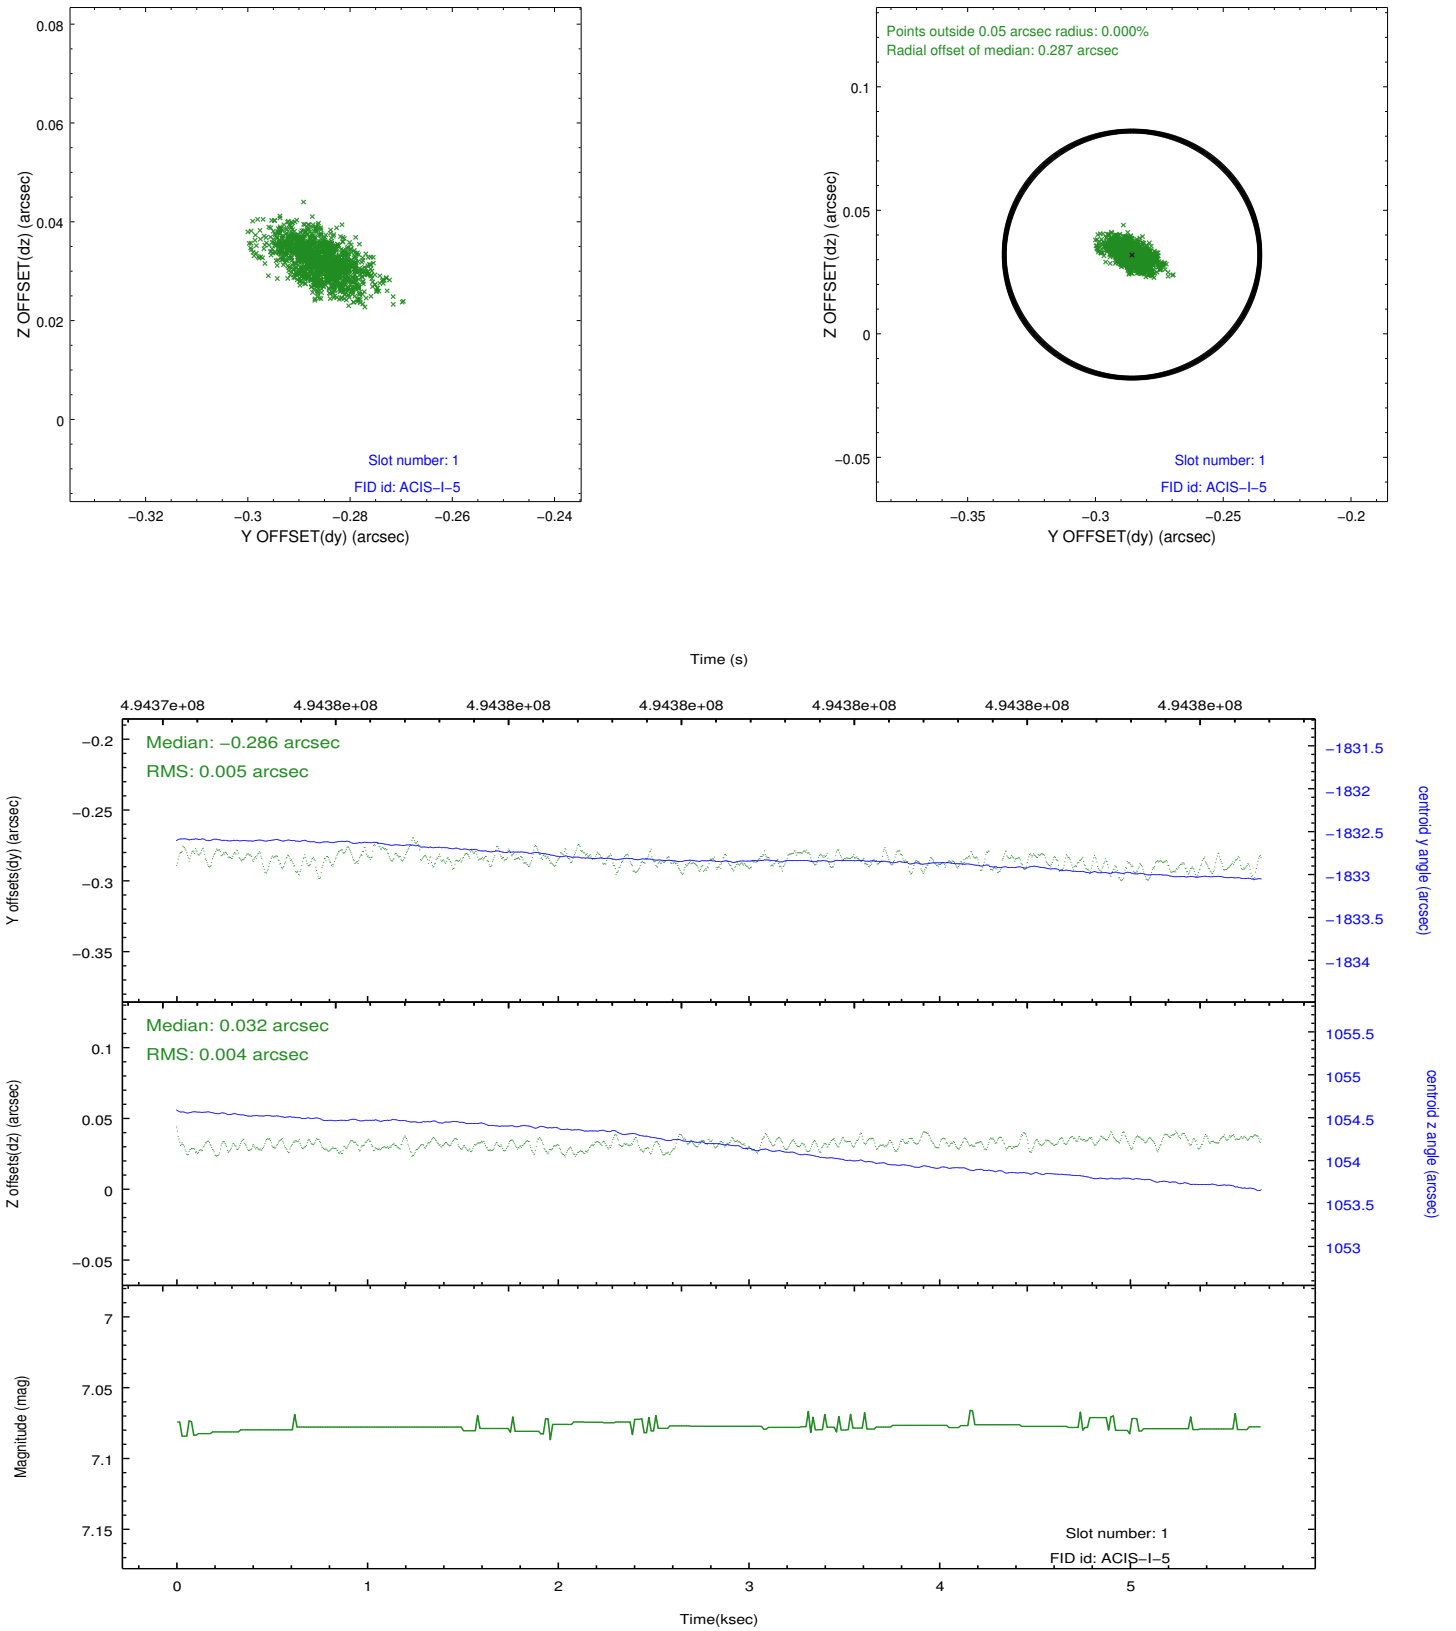 0.08
0.06
0.04
0.02
0
Z OFFSET(dz) (arcsec)
Slot number: 1
FID id: ACIS−I−5
−0.32
−0.3
−0.28
−0.26
−0.24
Y OFFSET(dy) (arcsec)
Points outside 0.05 arcsec radius: 0.000%
Radial offset of median: 0.287 arcsec
0.1
0.05
0
−0.05
Z OFFSET(dz) (arcsec)
Slot number: 1
FID id: ACIS−I−5
−0.35
−0.3
−0.25
−0.2
Y OFFSET(dy) (arcsec)
Time (s)
4.9437e+08
4.9438e+08
4.9438e+08
4.9438e+08
4.9438e+08
4.9438e+08
4.9438e+08
Median: −0.286 arcsec
RMS: 0.005 arcsec
−0.2
−0.25
−0.3
−0.35
Y offsets(dy) (arcsec)
−1831.5
−1832
−1832.5
−1833
−1833.5
−1834
centroid y angle (arcsec)
Median: 0.032 arcsec
RMS: 0.004 arcsec
0.1
0.05
0
−0.05
Z offsets(dz) (arcsec)
1055.5
1055
1054.5
1054
1053.5
1053
centroid z angle (arcsec)
7
7.05
7.1
7.15
Magnitude (mag)
Slot number: 1
FID id: ACIS−I−5
0
1
2
3
4
5
Time(ksec)